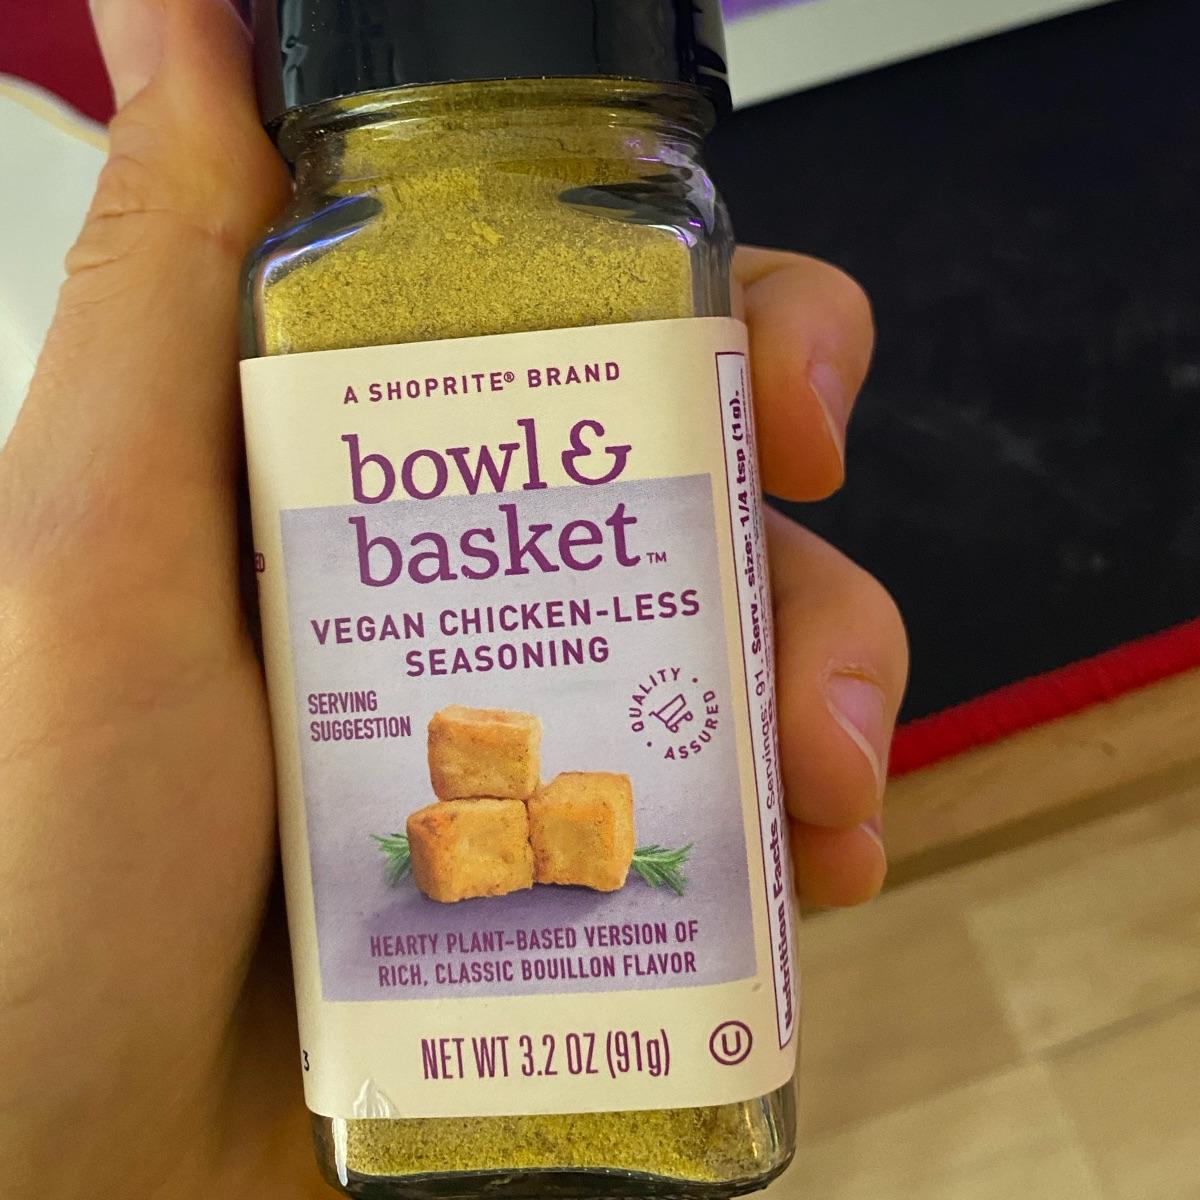 A SHOPRITE® BRAND
bowl &
basket™
VEGAN CHICKEN-LESS
SEASONING
SERVING
SUGGESTION
QUALITY
ASSURED
HEARTY PLANT-BASED VERSION OF
RICH, CLASSIC BOUILLON FLAVOR
NET WT 3.2 OZ (91g)
U
Nutrition Facts Servings: 91, Serv. size: 1/4 tsp (1g),
3